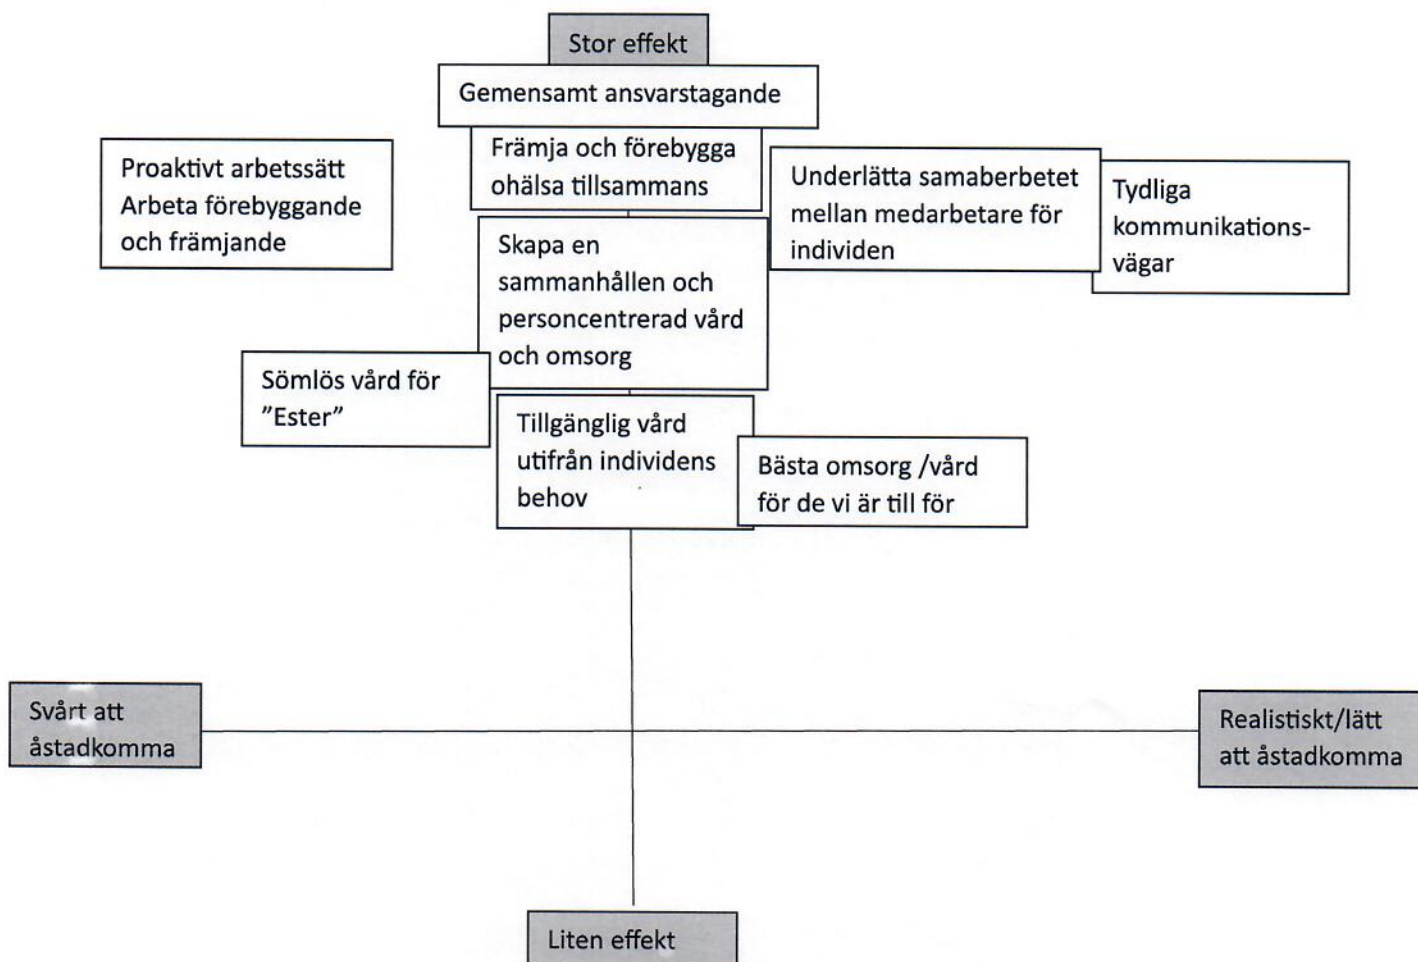 Stor effekt
Gemensamt ansvarstagande
Främja och förebygga
ohälsa tillsammans
Proaktivt arbetssätt
Arbeta förebyggande
och främjande
Underlätta samaberbetet
mellan medarbetare för
individen
Tydliga
kommunikations-
vägar
Skapa en
sammanhållen och
personcentrerad vård
och omsorg
Sömlös vård för
”Ester”
Tillgänglig vård
utifrån individens
behov
Bästa omsorg /vård
för de vi är till för
Svårt att
åstadkomma
Realistiskt/lätt
att åstadkomma
Liten effekt